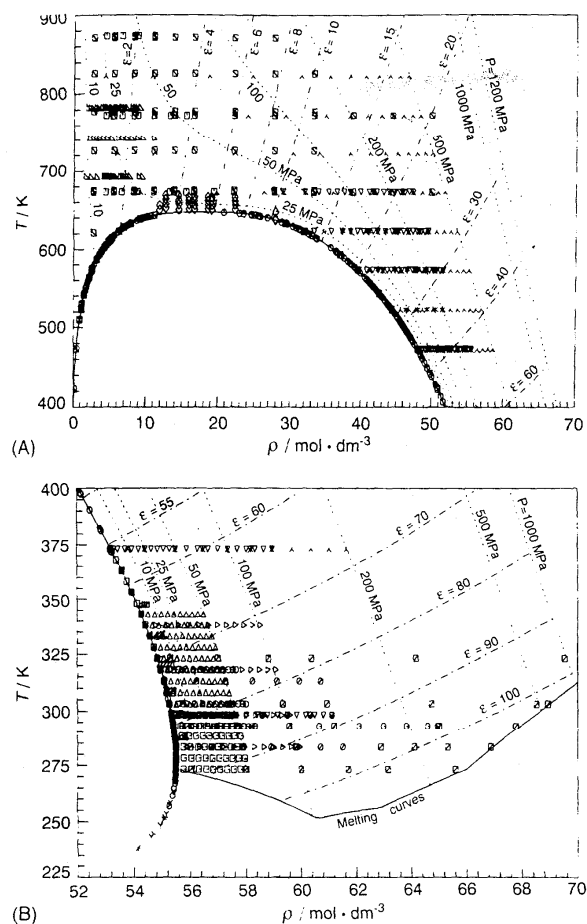 900
800
700
600
500
400
T / K
10
25
ε=2
50
ε=4
ε=6
ε=8
ε=10
100
ε=15
ε=20
P=1200 MPa
1000 MPa
500 MPa
200 MPa
50 MPa
25 MPa
10
ε=30
ε=40
ε=60
0 10 20 30 40 50 60 70
(A)
ρ / mol · dm-3
400
375
350
325
300
275
250
225
T / K
ε=55
ε=60
ε=70
ε=80
ε=90
ε=100
10 MPa
25 MPa
50 MPa
100 MPa
200 MPa
500 MPa
P=1000 MPa
Melting curves
52 54 56 58 60 62 64 66 68 70
(B)
ρ / mol · dm-3